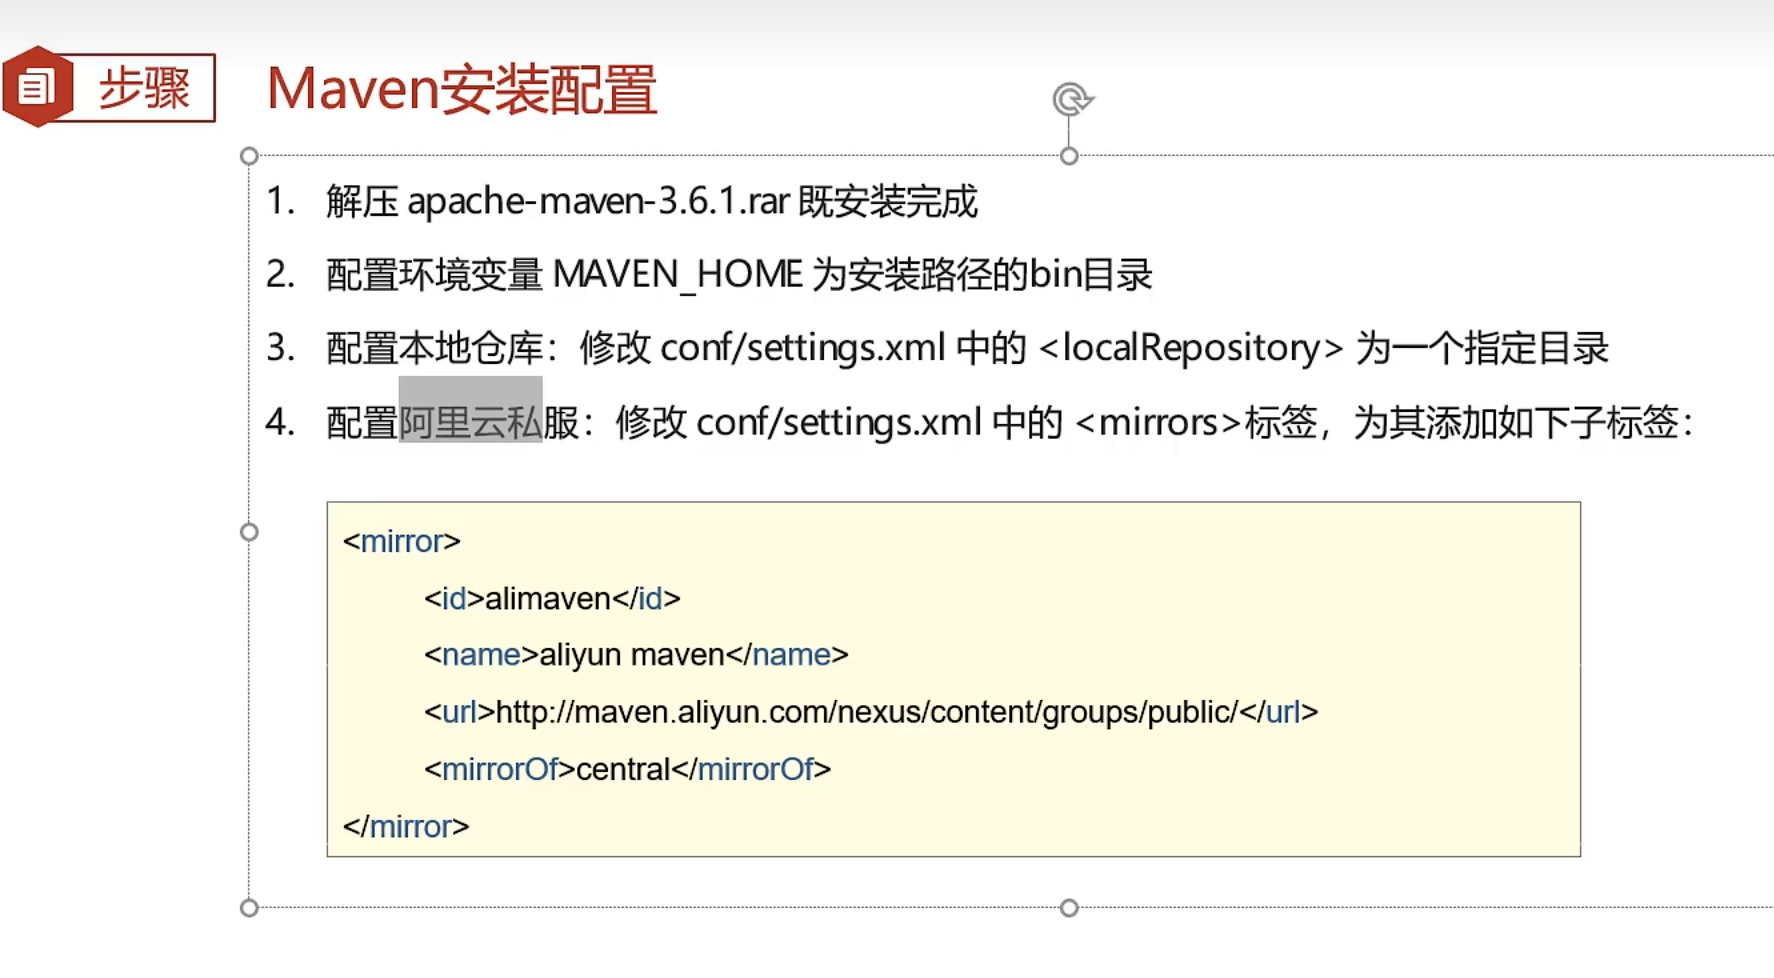 步骤
Maven安装配置
1. 解压 apache-maven-3.6.1.rar 既安装完成
2. 配置环境变量 MAVEN_HOME 为安装路径的bin目录
3. 配置本地仓库：修改 conf/settings.xml 中的 <localRepository> 为一个指定目录
4. 配置阿里云私服：修改 conf/settings.xml 中的 <mirrors>标签，为其添加如下子标签：
<mirror>
<id>alimaven</id>
<name>aliyun maven</name>
<url>http://maven.aliyun.com/nexus/content/groups/public/</url>
<mirrorOf>central</mirrorOf>
</mirror>